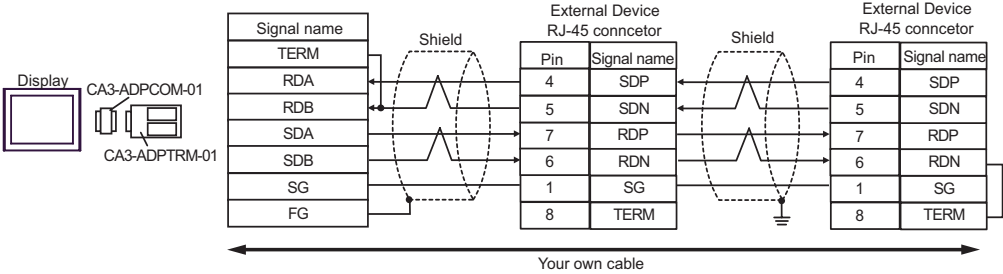 Display
CA3-ADPCOM-01
CA3-ADPTRM-01
Signal name
TERM
RDA
RDB
SDA
SDB
SG
FG
Shield
External Device
RJ-45 conncetor
Pin Signal name
4 SDP
5 SDN
7 RDP
6 RDN
1 SG
8 TERM
Shield
External Device
RJ-45 conncetor
Pin Signal name
4 SDP
5 SDN
7 RDP
6 RDN
1 SG
8 TERM
Your own cable